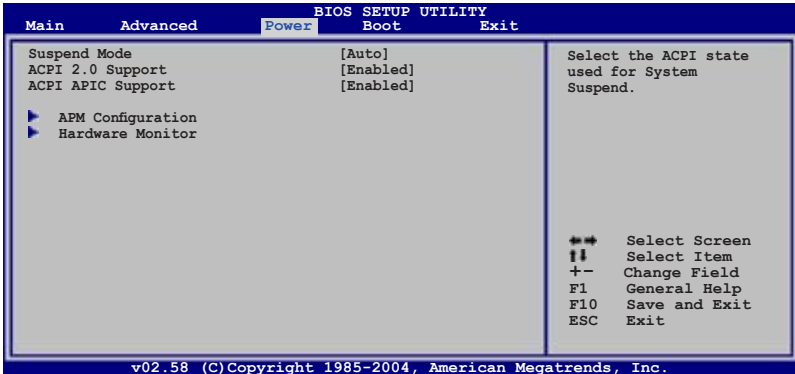 BIOS SETUP UTILITY
Main Advanced Power Boot Exit
Suspend Mode [Auto]
ACPI 2.0 Support [Enabled]
ACPI APIC Support [Enabled]
APM Configuration
Hardware Monitor
Select the ACPI state
used for System
Suspend.
Select Screen
Select Item
+- Change Field
F1 General Help
F10 Save and Exit
ESC Exit
v02.58 (C)Copyright 1985-2004, American Megatrends, Inc.